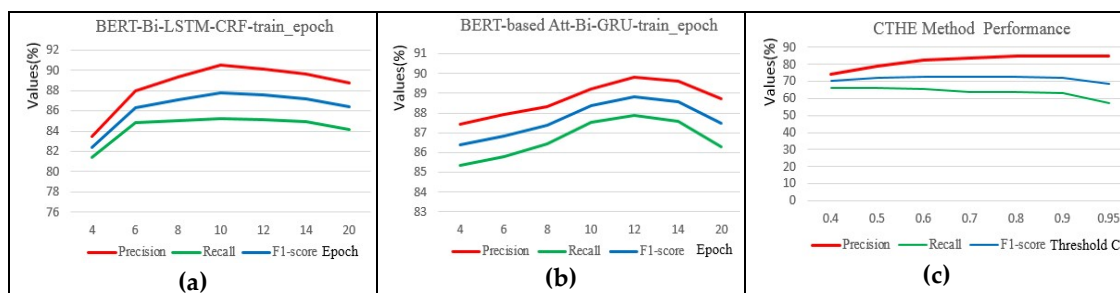 BERT-Bi-LSTM-CRF-train_epoch
Values(%)
92
90
88
86
84
82
80
78
76
4 6 8 10 12 14 20
Precision Recall F1-score Epoch
(a)
BERT-based Att-Bi-GRU-train_epoch
Values(%)
91
90
89
88
87
86
85
84
83
4 6 8 10 12 14 20
Precision Recall F1-score Epoch
(b)
CTHE Method Performance
Values(%)
90
80
70
60
50
40
30
20
10
0
0.4 0.5 0.6 0.7 0.8 0.9 0.95
Precision Recall F1-score Threshold C
(c)